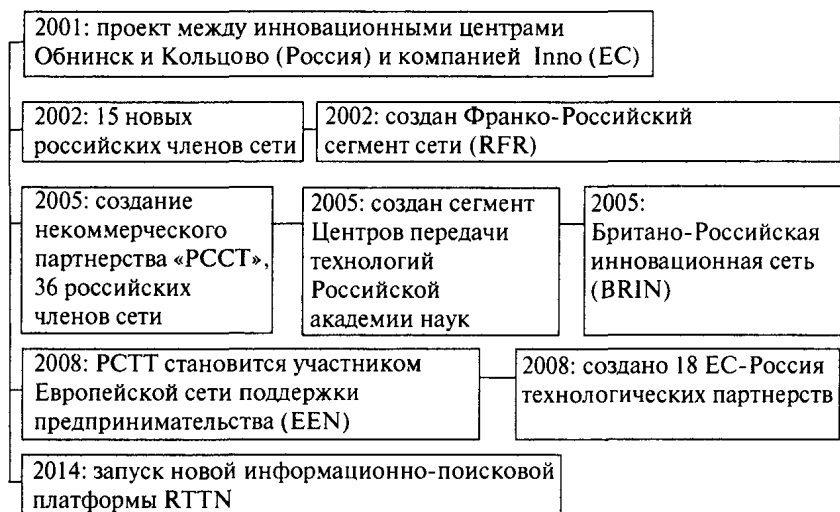 2001: проект между инновационными центрами
Обнинск и Кольцово (Россия) и компанией Inno (ЕС)
2002: 15 новых
российских членов сети
2002: создан Франко-Российский
сегмент сети (RFR)
2005: создание
некоммерческого
партнерства «РССТ»,
36 российских
членов сети
2005: создан сегмент
Центров передачи
технологий
Российской
академии наук
2005:
Британо-Российская
инновационная сеть
(BRIN)
2008: РСТТ становится участником
Европейской сети поддержки
предпринимательства (EEN)
2008: создано 18 ЕС-Россия
технологических партнерств
2014: запуск новой информационно-поисковой
платформы RTTN